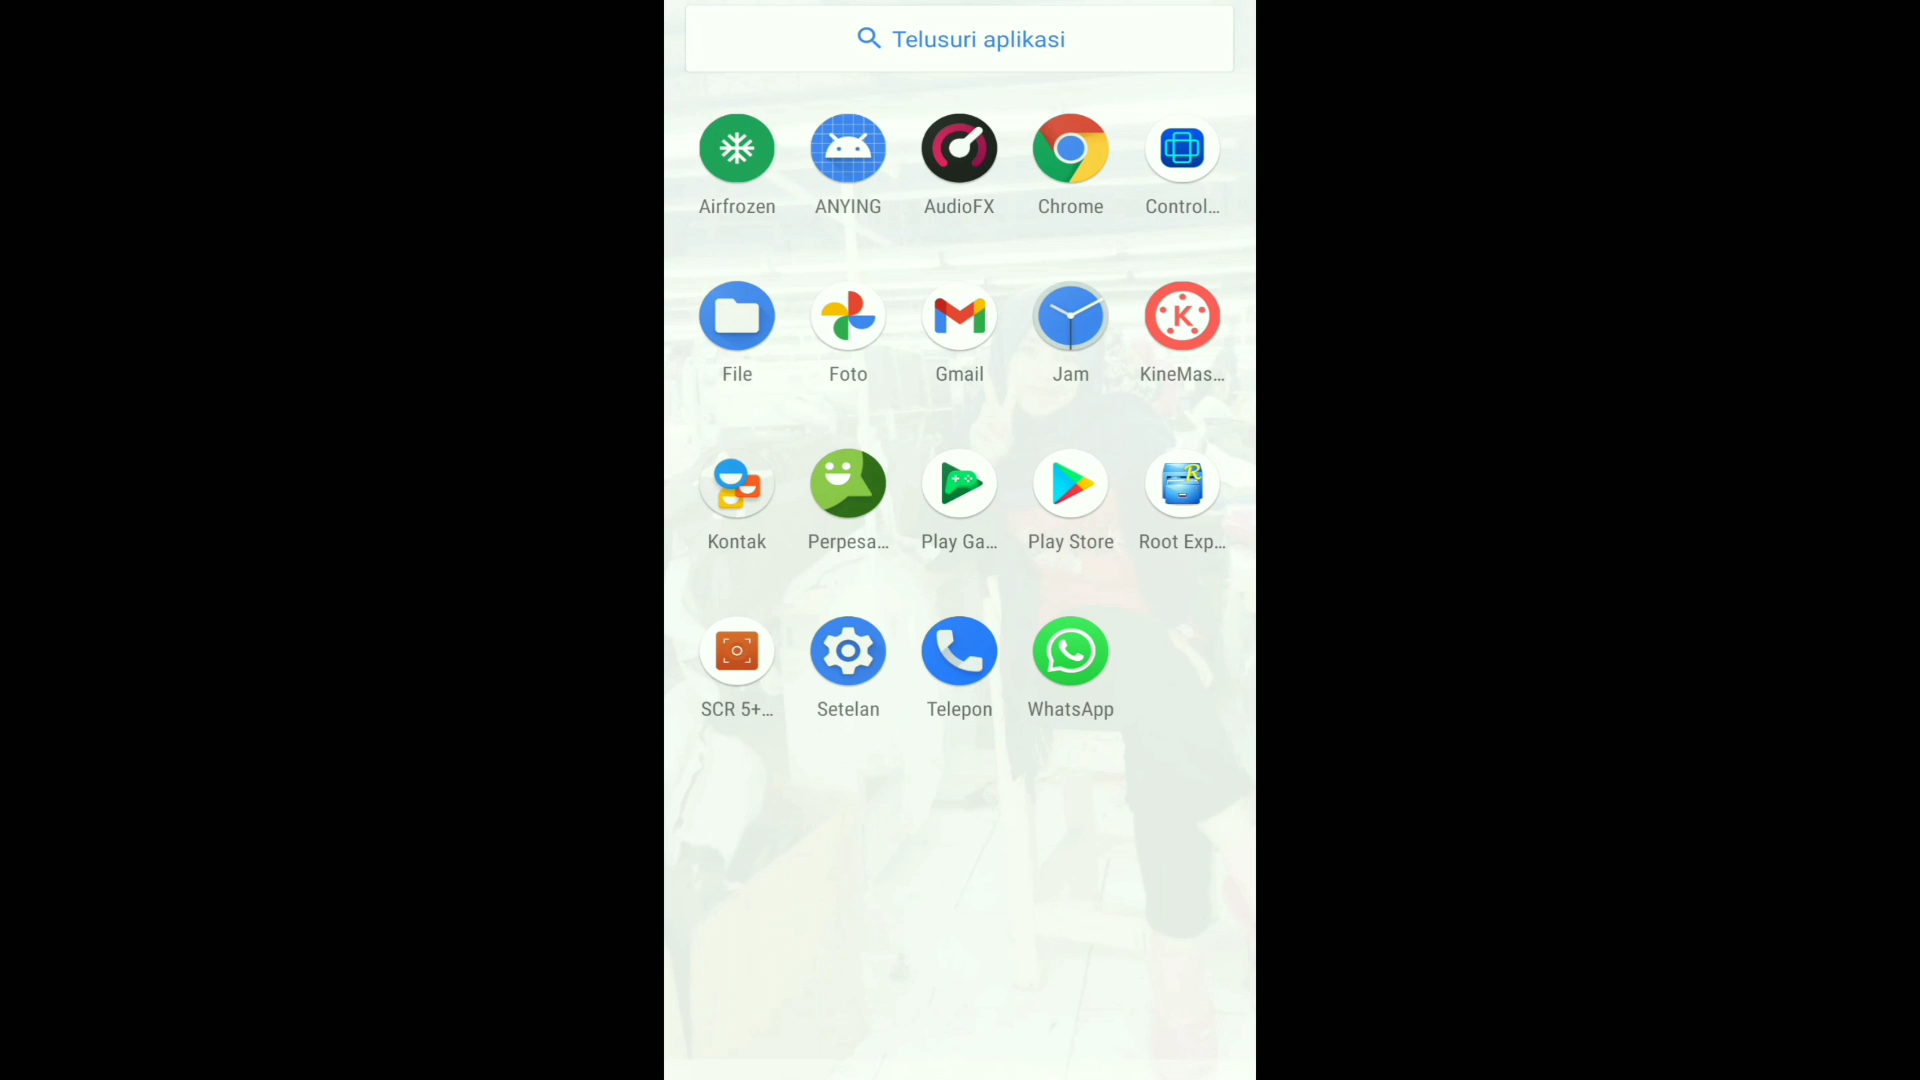 Telusuri aplikasi
Airfrozen ANYING AudioFX Chrome Control...
File Foto Gmail Jam KineMas...
Kontak Perpesa... Play Ga... Play Store Root Exp...
SCR 5+... Setelan Telepon WhatsApp